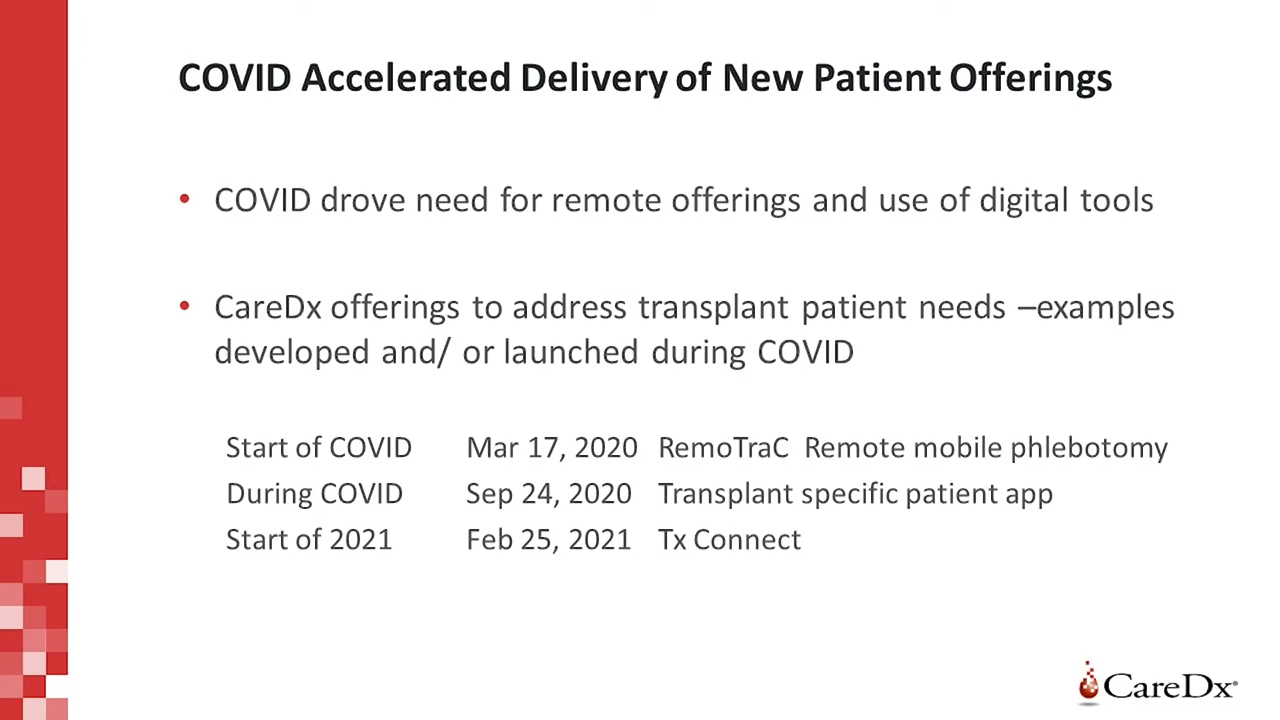 COVID Accelerated Delivery of New Patient Offerings
• COVID drove need for remote offerings and use of digital tools
• CareDx offerings to address transplant patient needs –examples
developed and/ or launched during COVID
Start of COVID Mar 17, 2020 RemoTraC Remote mobile phlebotomy
During COVID Sep 24, 2020 Transplant specific patient app
Start of 2021 Feb 25, 2021 Tx Connect
CareDx®